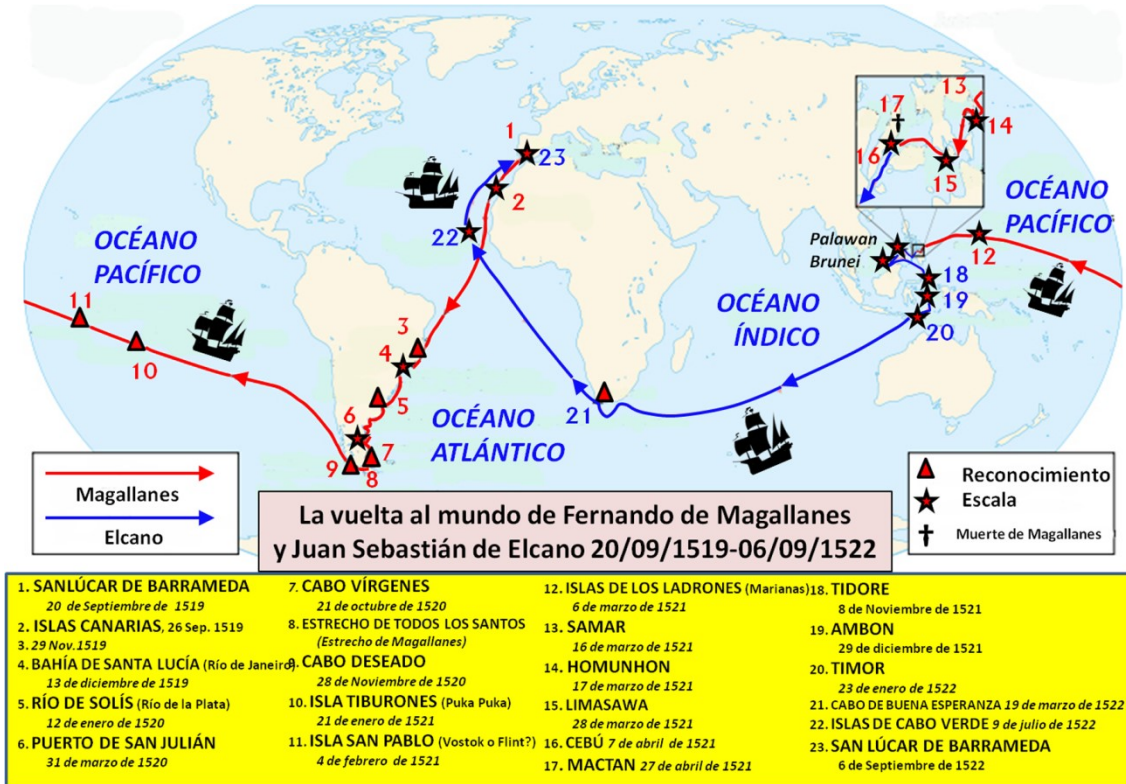 1
23
2
22
3
4
5
6
7
8
9
10
11
21
12
18
19
20
13
14
15
16
17
OCÉANO
PACÍFICO
OCÉANO
PACÍFICO
Palawan
Brunei
OCÉANO
ÍNDICO
OCÉANO
ATLÁNTICO
Magallanes
Elcano
Reconocimiento
Escala
Muerte de Magallanes
La vuelta al mundo de Fernando de Magallanes
y Juan Sebastián de Elcano 20/09/1519-06/09/1522
1. SANLÚCAR DE BARRAMEDA
20 de Septiembre de 1519
2. ISLAS CANARIAS, 26 Sep. 1519
3. 29 Nov.1519
4. BAHÍA DE SANTA LUCÍA (Río de Janeiro)
13 de diciembre de 1519
5. RÍO DE SOLÍS (Río de la Plata)
12 de enero de 1520
6. PUERTO DE SAN JULIÁN
31 de marzo de 1520
7. CABO VÍRGENES
21 de octubre de 1520
8. ESTRECHO DE TODOS LOS SANTOS
(Estrecho de Magallanes)
9. CABO DESEADO
28 de Noviembre de 1520
10. ISLA TIBURONES (Puka Puka)
21 de enero de 1521
11. ISLA SAN PABLO (Vostok o Flint?)
4 de febrero de 1521
12. ISLAS DE LOS LADRONES (Marianas)
6 de marzo de 1521
13. SAMAR
16 de marzo de 1521
14. HOMUNHON
17 de marzo de 1521
15. LIMASAWA
28 de marzo de 1521
16. CEBÚ 7 de abril de 1521
17. MACTAN 27 de abril de 1521
18. TIDORE
8 de Noviembre de 1521
19. AMBON
29 de diciembre de 1521
20. TIMOR
23 de enero de 1522
21. CABO DE BUENA ESPERANZA 19 de marzo de 1522
22. ISLAS DE CABO VERDE 9 de julio de 1522
23. SAN LÚCAR DE BARRAMEDA
6 de Septiembre de 1522